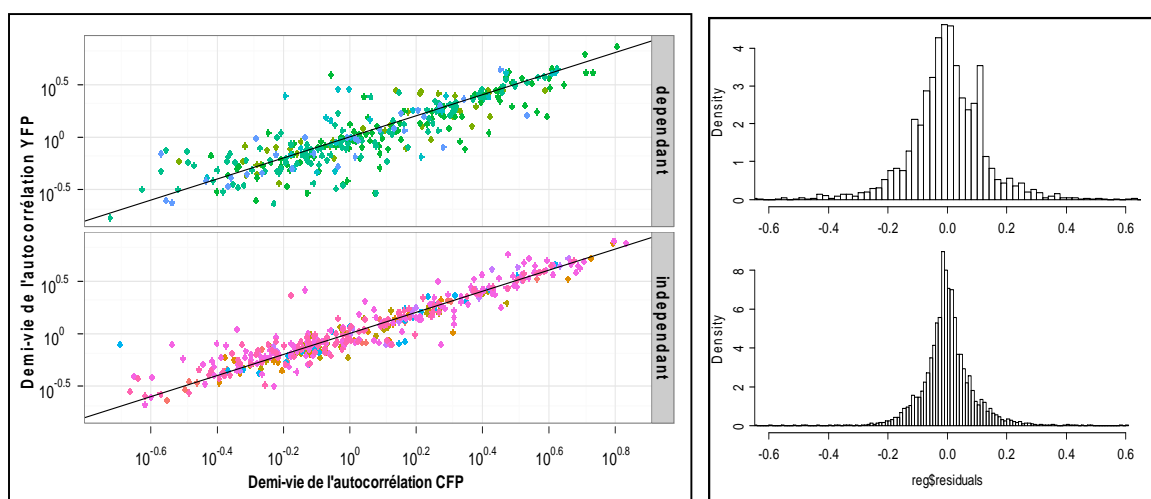 Demi-vie de l'autocorrélation YFP
10^0.5
10^0
10^-0.5
dependant
10^0.5
10^0
10^-0.5
independant
10^-0.6
10^-0.4
10^-0.2
10^0
10^0.2
10^0.4
10^0.6
10^0.8
Demi-vie de l'autocorrélation CFP
Density
4
3
2
1
0
-0.6 -0.4 -0.2 0.0 0.2 0.4 0.6
Density
8
6
4
2
0
-0.6 -0.4 -0.2 0.0 0.2 0.4 0.6
reg$residuals